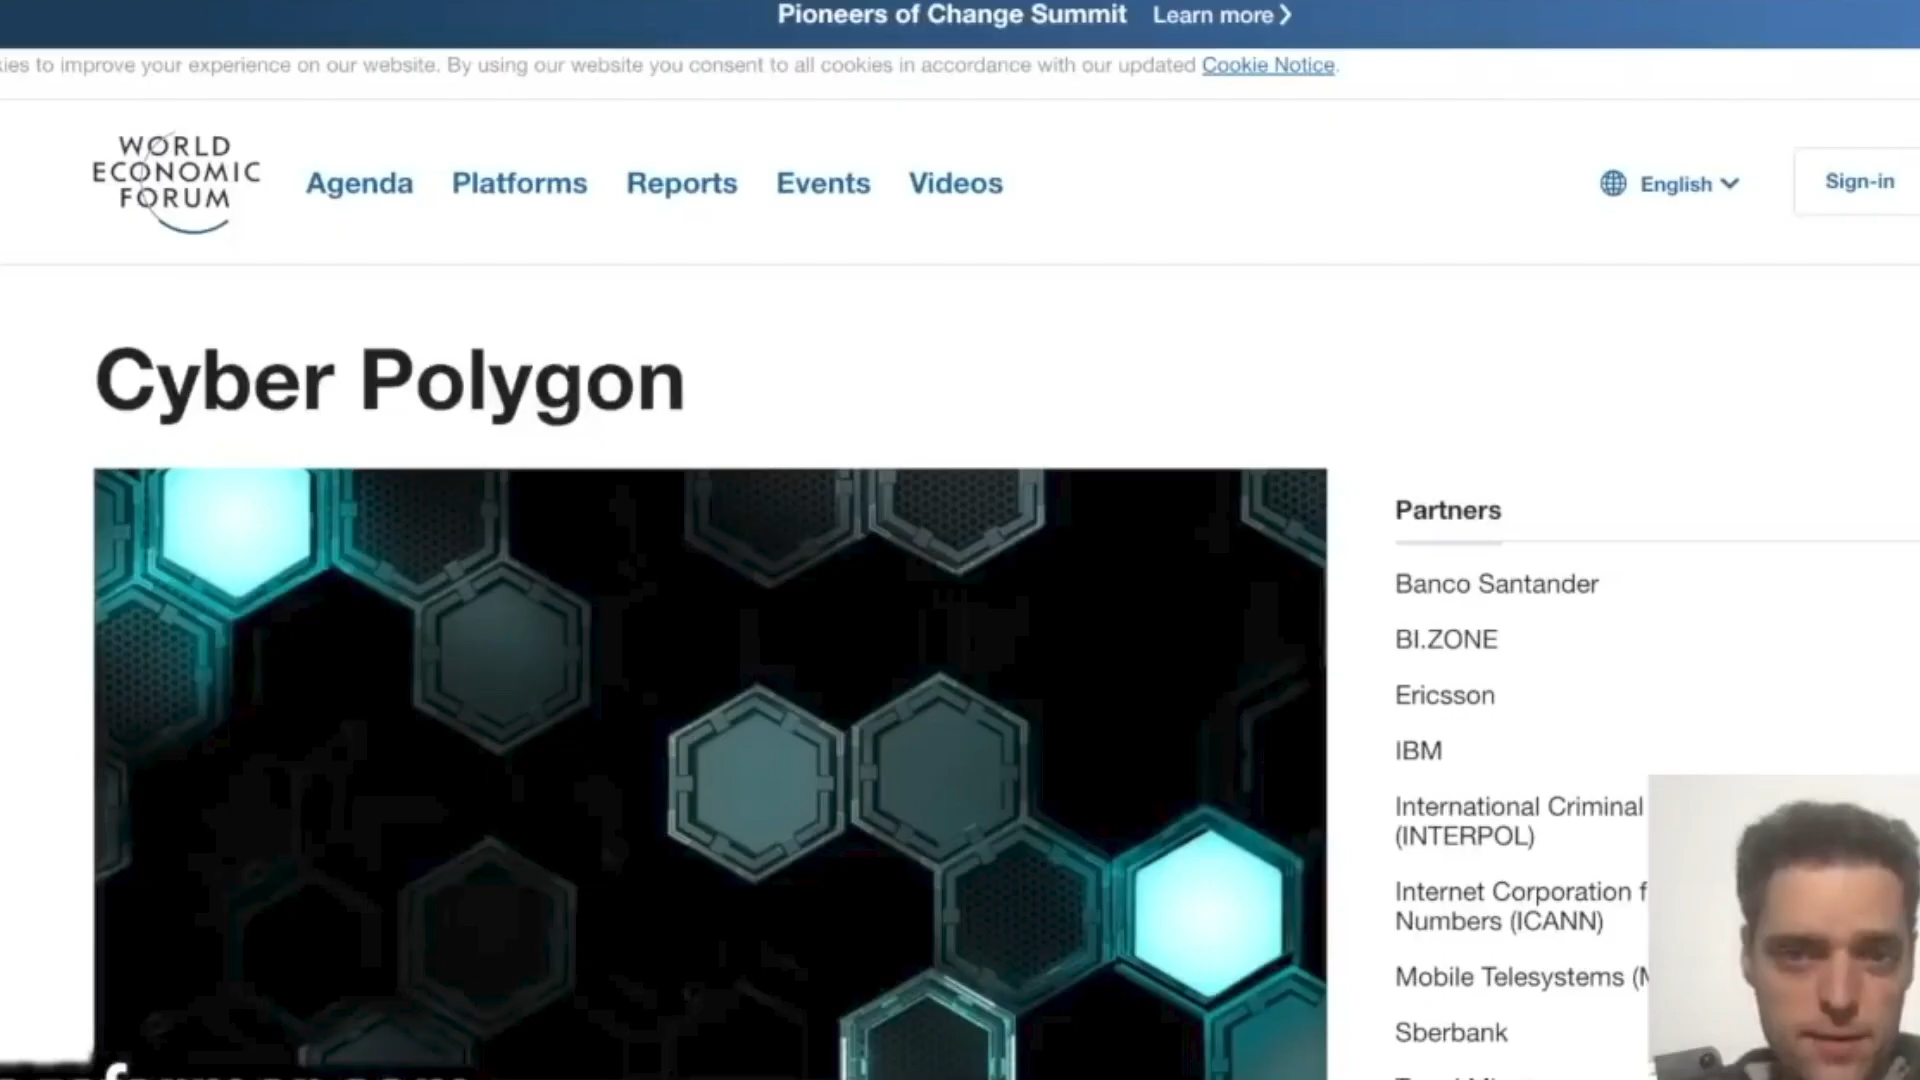 Pioneers of Change Summit Learn more
to improve your experience on our website. By using our website you consent to all cookies in accordance with our updated Cookie Notice.
WORLD
ECONOMIC
FORUM
Agenda Platforms Reports Events Videos
English
Sign-in
Cyber Polygon
Partners
Banco Santander
BI.ZONE
Ericsson
IBM
International Criminal
(INTERPOL)
Internet Corporation f
Numbers (ICANN)
Mobile Telesystems (M
Sberbank